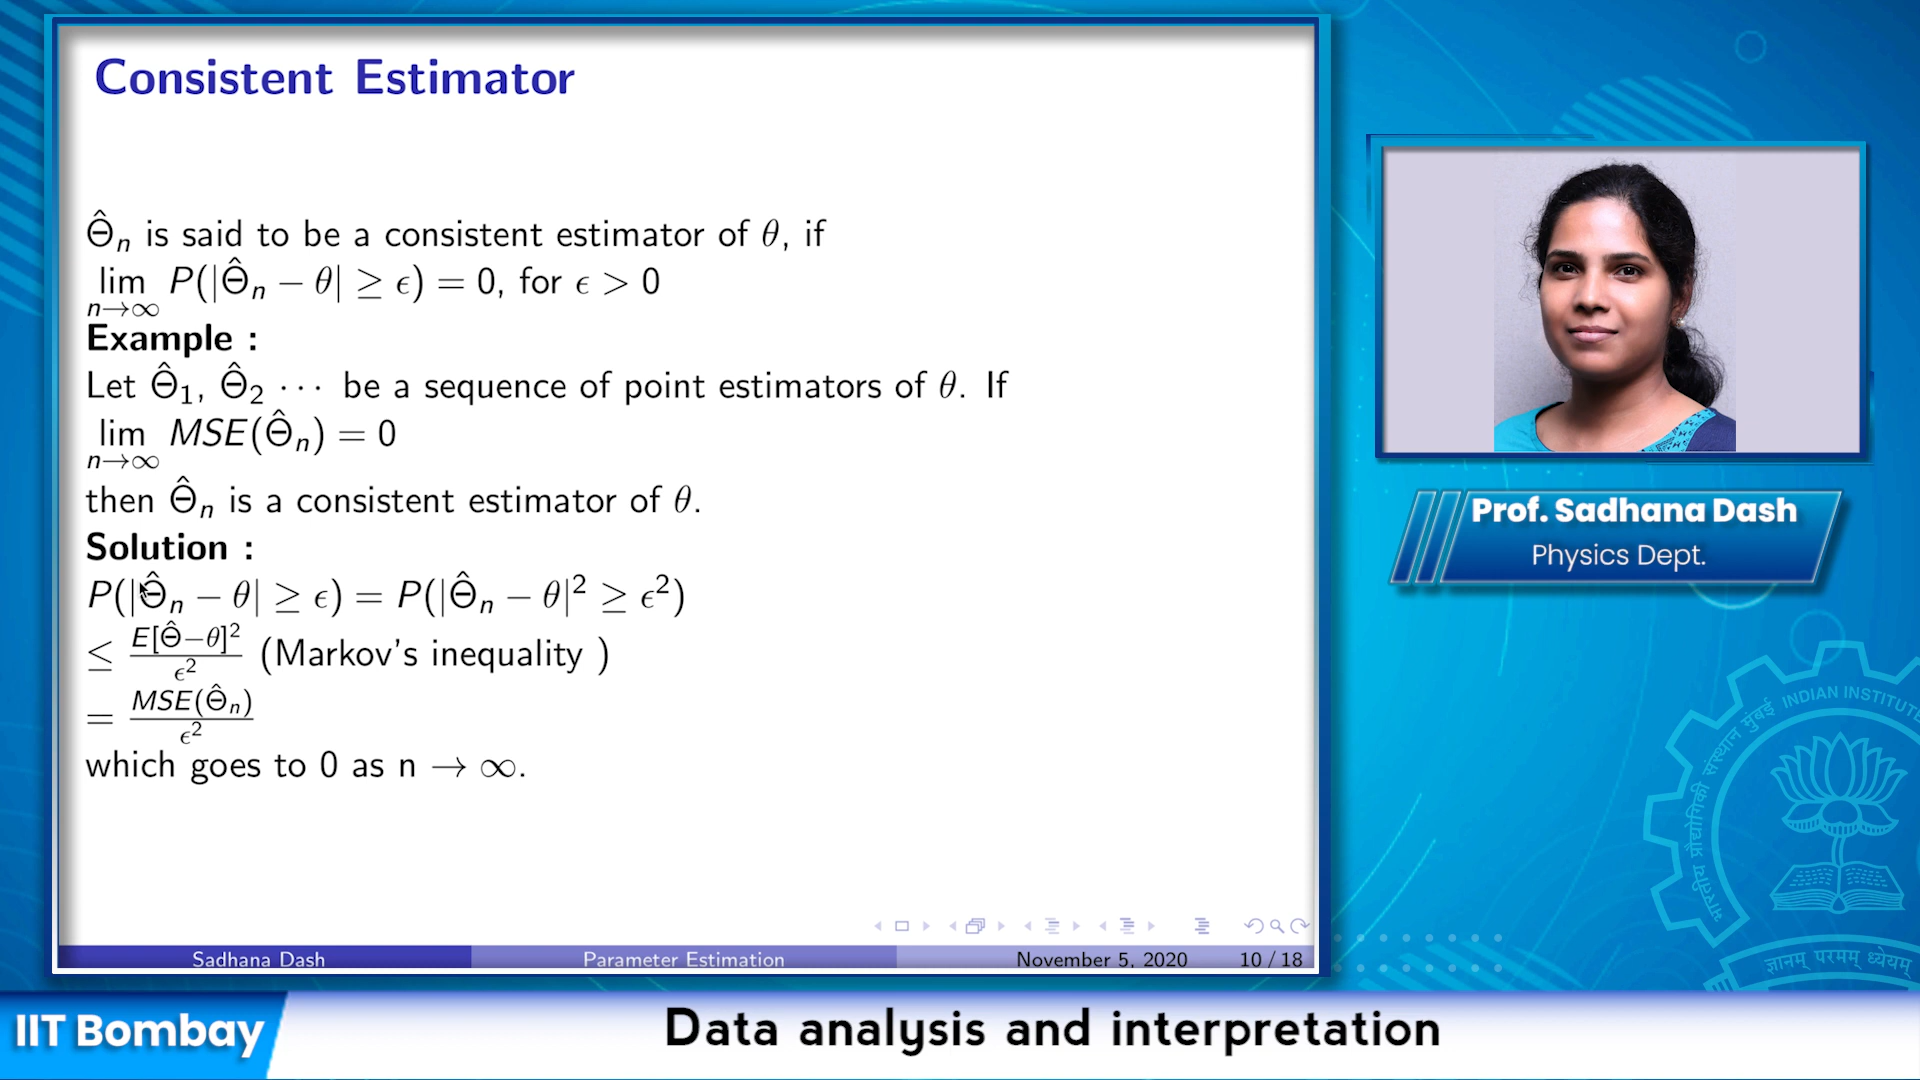 Consistent Estimator
Θ̂ₙ is said to be a consistent estimator of θ, if
lim n→∞ P(|Θ̂ₙ − θ| ≥ ϵ) = 0, for ϵ > 0
Example :
Let Θ̂₁, Θ̂₂ ⋯ be a sequence of point estimators of θ. If
lim n→∞ MSE(Θ̂ₙ) = 0
then Θ̂ₙ is a consistent estimator of θ.
Solution :
P(|Θ̂ₙ − θ| ≥ ϵ) = P(|Θ̂ₙ − θ|² ≥ ϵ²)
≤ E[Θ̂−θ]²/ϵ² (Markov's inequality )
= MSE(Θ̂ₙ)/ϵ²
which goes to 0 as n → ∞.
Sadhana Dash Parameter Estimation November 5, 2020 10 / 18
Prof. Sadhana Dash
Physics Dept.
भारतीय प्रौद्योगिकी संस्थान मुंबई INDIAN INSTITUTE
ज्ञानम् परमम् ध्येयम्
IIT Bombay
Data analysis and interpretation